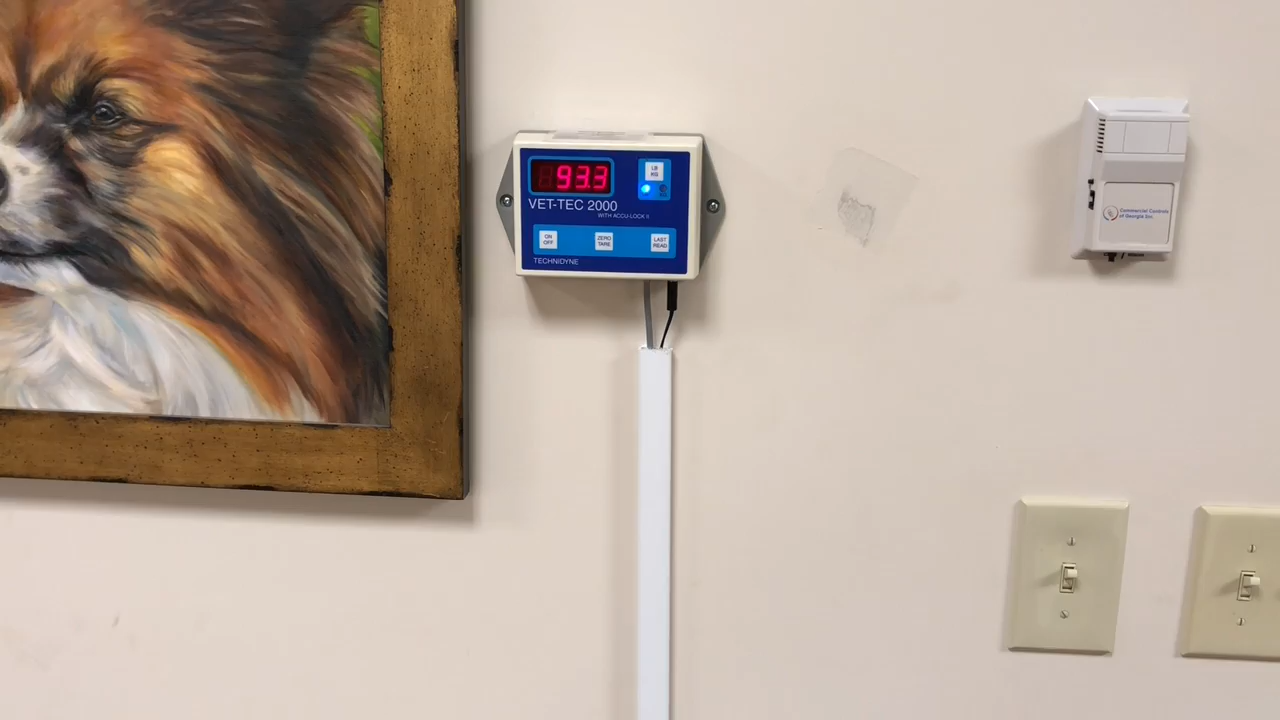 93.3
LB
KG
VET-TEC 2000
WITH ACCU-LOCK II
ON
OFF
ZERO
TARE
LAST
READ
TECHNIDYNE
Commercial Controls
of Georgia Inc.